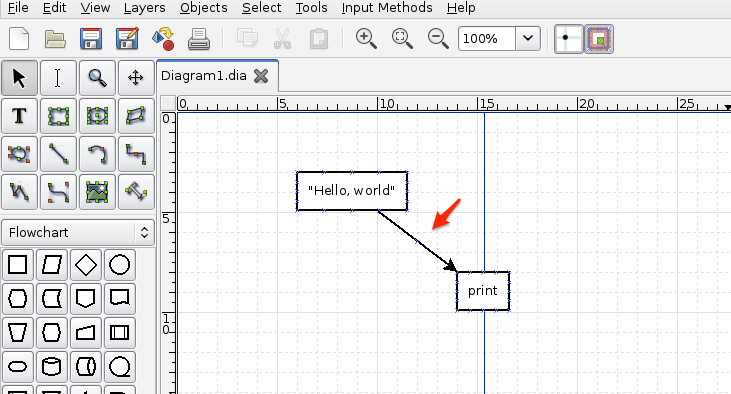 File Edit View Layers Objects Select Tools Input Methods Help
100%
Diagram1.dia
T
0 5 10 15 20 25
0
"Hello, world"
5
Flowchart
print
10